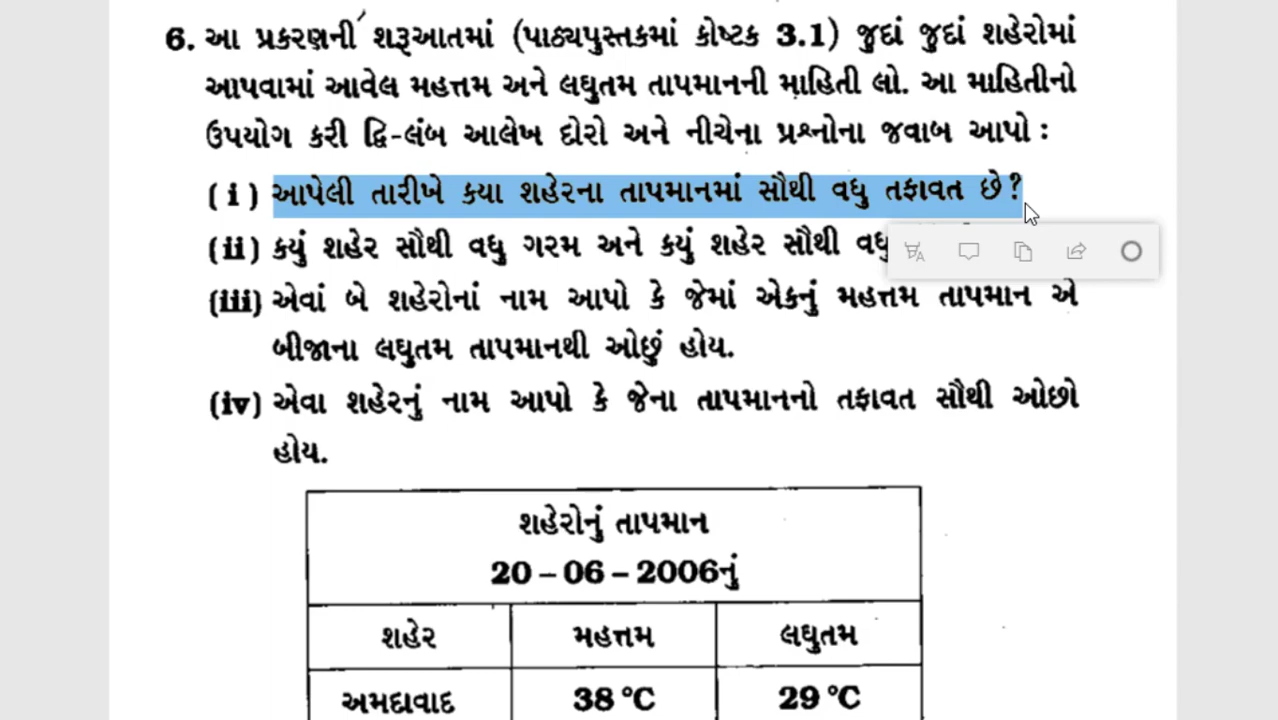 6. આ પ્રકરણની શરૂઆતમાં (પાઠ્યપુસ્તકમાં કોષ્ટક 3.1) જુદાં જુદાં શહેરોમાં
આપવામાં આવેલ મહત્તમ અને લઘુતમ તાપમાનની માહિતી લો. આ માહિતીનો
ઉપયોગ કરી દ્વિ-લંબ આલેખ દોરો અને નીચેના પ્રશ્નોના જવાબ આપો :
(i) આપેલી તારીખે કયા શહેરના તાપમાનમાં સૌથી વધુ તફાવત છે?
(ii) કયું શહેર સૌથી વધુ ગરમ અને કયું શહેર સૌથી વધુ
(iii) એવાં બે શહેરોનાં નામ આપો કે જેમાં એકનું મહત્તમ તાપમાન એ
બીજાના લઘુતમ તાપમાનથી ઓછું હોય.
(iv) એવા શહેરનું નામ આપો કે જેના તાપમાનનો તફાવત સૌથી ઓછો
હોય.
શહેરોનું તાપમાન
20 – 06 – 2006નું
શહેર મહત્તમ લઘુતમ
અમદાવાદ 38 °C 29 °C